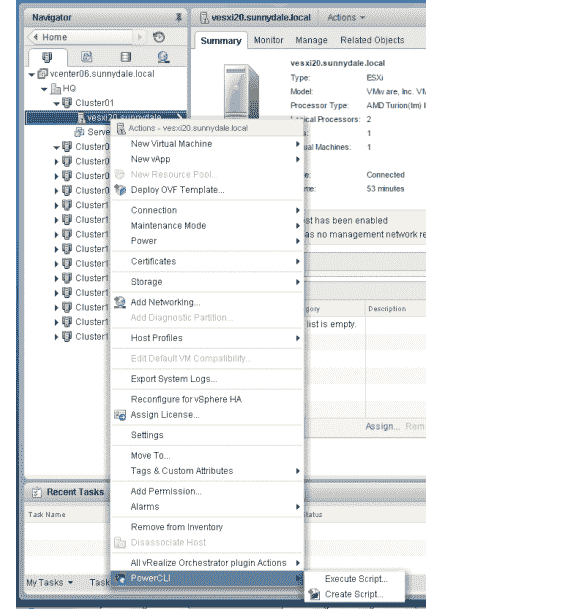 Navigator
Home
vcenter06.sunnydale.local
HQ
Cluster01
vesxi20.sunnydale
Serve
Cluster0
Cluster0
Cluster0
Cluster0
Cluster1
Cluster1
Cluster1
Cluster1
Cluster1
Cluster1
Cluster1
Cluster1
Cluster1
vesxi20.sunnydale.local Actions
Summary Monitor Manage Related Objects
vesxi20.sunnydale.local
Type: ESXi
Model: VMware, Inc. VM
Processor Type: AMD Turion(tm) I
Logical Processors: 2
1
ual Machines: 1
Connected
me: 53 minutes
st has been enabled
as no management network re
gory Description
list is empty.
Assign... Rem
Actions - vesxi20.sunnydale.local
New Virtual Machine
New vApp
New Resource Pool...
Deploy OVF Template...
Connection
Maintenance Mode
Power
Certificates
Storage
Add Networking...
Add Diagnostic Partition...
Host Profiles
Edit Default VM Compatibility...
Export System Logs...
Reconfigure for vSphere HA
Assign License...
Settings
Move To...
Tags & Custom Attributes
Add Permission...
Alarms
Remove from Inventory
Disassociate Host
All vRealize Orchestrator plugin Actions
PowerCLI
Execute Script...
Create Script...
Recent Tasks
Task Name Status
My Tasks Task